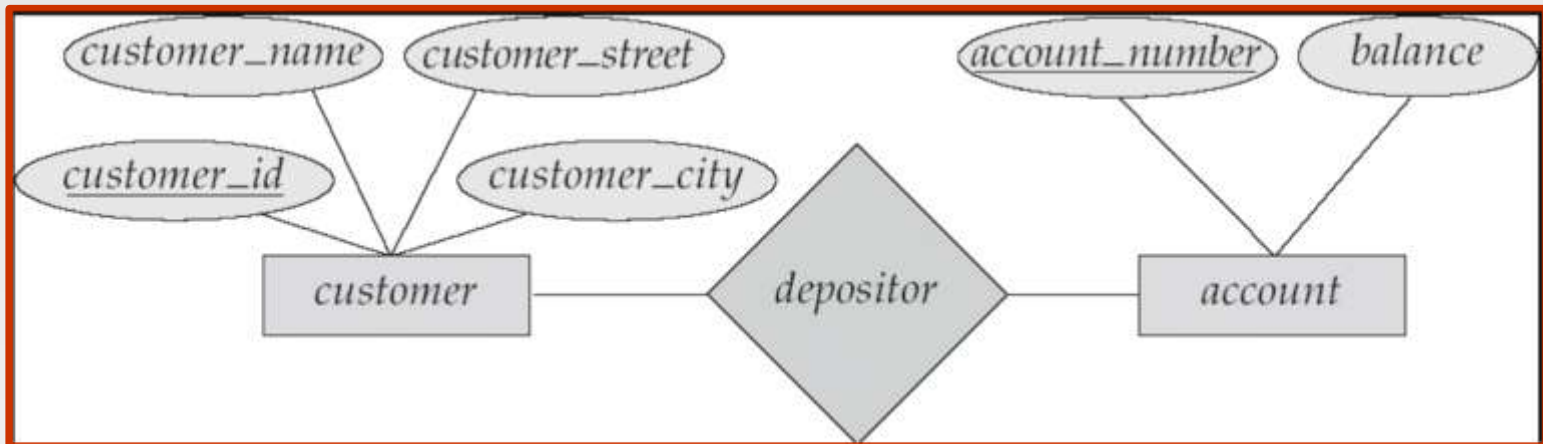 customer_name customer_street account_number balance
customer_id customer_city
customer depositor account